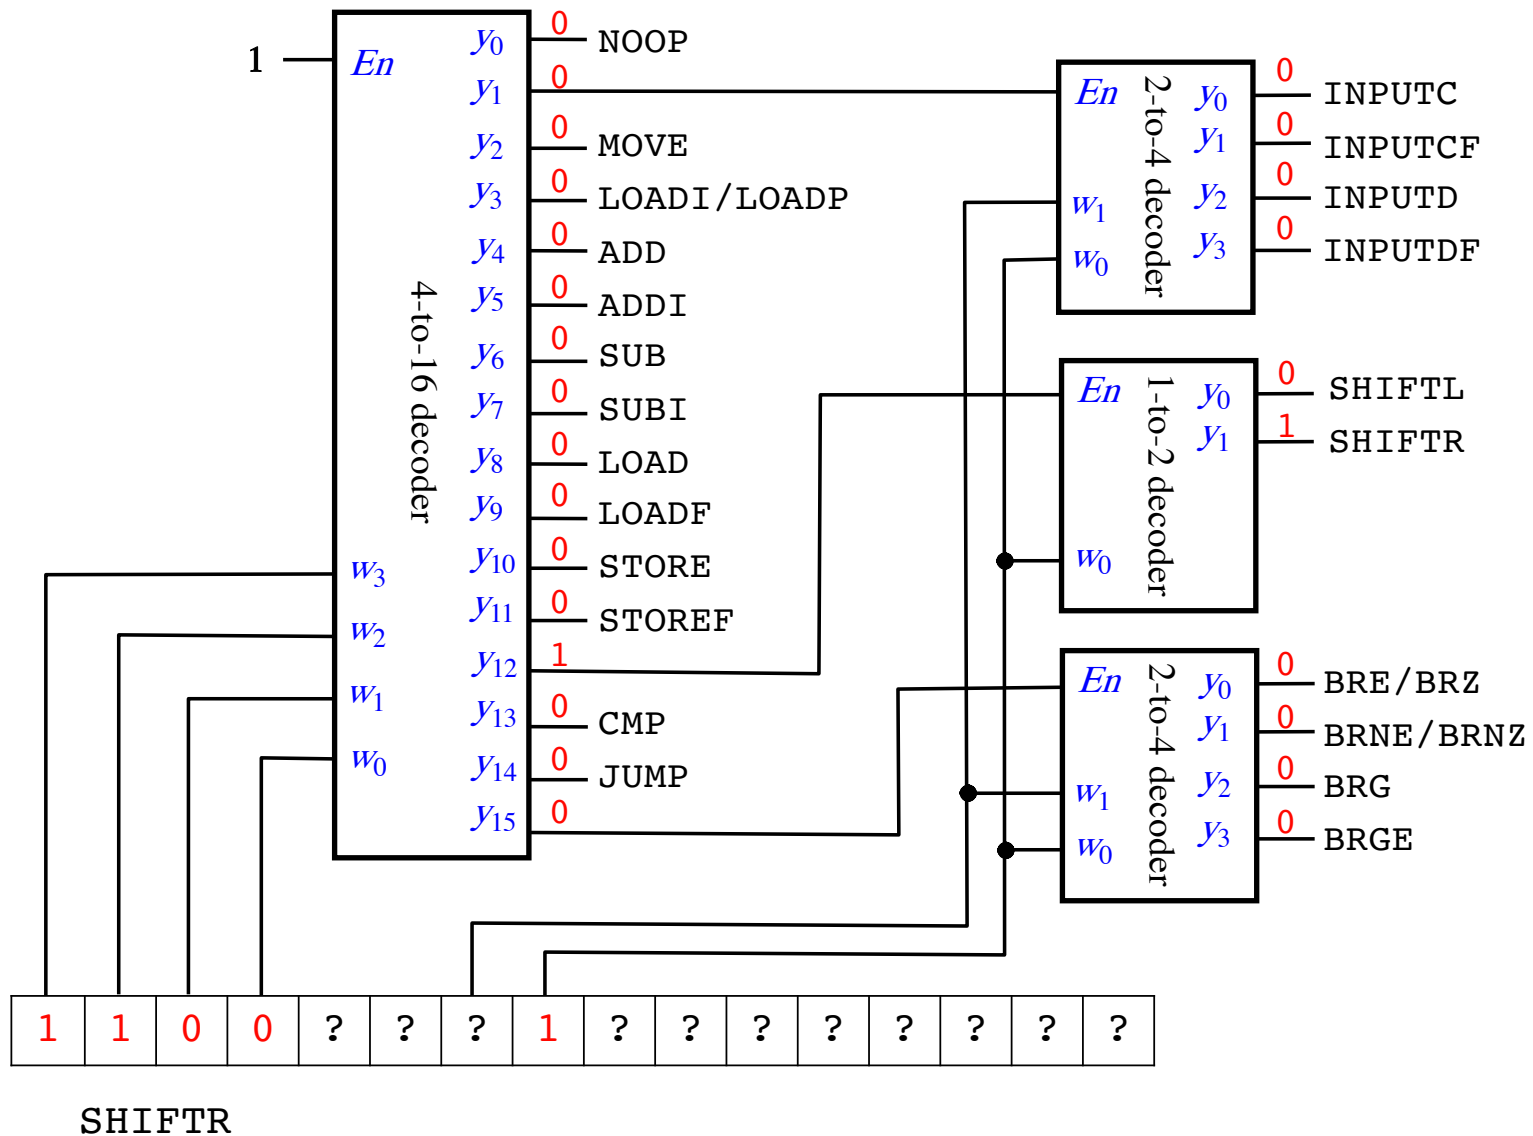 1
En
w3
w2
w1
w0
4-to-16 decoder
y0 0 NOOP
y1 0
y2 0 MOVE
y3 0 LOADI/LOADP
y4 0 ADD
y5 0 ADDI
y6 0 SUB
y7 0 SUBI
y8 0 LOAD
y9 0 LOADF
y10 0 STORE
y11 0 STOREF
y12 1
y13 0 CMP
y14 0 JUMP
y15 0
En
w1
w0
2-to-4 decoder
y0 0 INPUTC
y1 0 INPUTCF
y2 0 INPUTD
y3 0 INPUTDF
En
w0
1-to-2 decoder
y0 0 SHIFTL
y1 1 SHIFTR
En
w1
w0
2-to-4 decoder
y0 0 BRE/BRZ
y1 0 BRNE/BRNZ
y2 0 BRG
y3 0 BRGE
1 1 0 0 ? ? ? 1 ? ? ? ? ? ? ? ?
SHIFTR